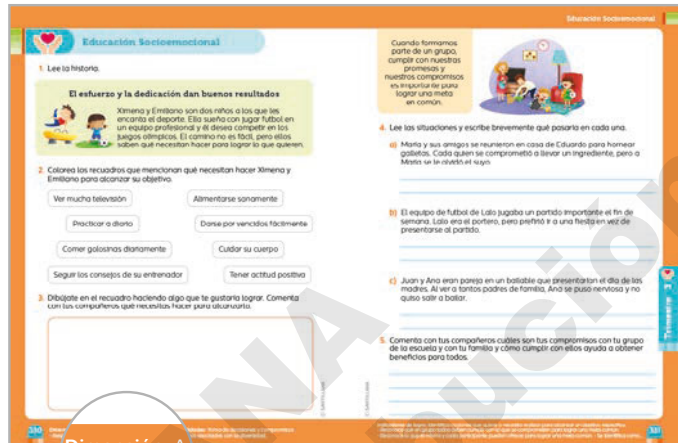 Educación Socioemocional
1. Lee la historia.
El esfuerzo y la dedicación dan buenos resultados
Ximena y Emiliano son dos niños a los que les
encanta el deporte. Ella sueña con jugar futbol en
un equipo profesional y él desea competir en los
juegos olímpicos. El camino no es fácil, pero ellos
saben qué necesitan hacer para lograr lo que quieren.
2. Colorea los recuadros que mencionan qué necesitan hacer Ximena y
Emiliano para alcanzar su objetivo.
Ver mucha televisión
Alimentarse sanamente
Practicar a diario
Darse por vencidos fácilmente
Comer golosinas diariamente
Cuidar su cuerpo
Seguir los consejos de su entrenador
Tener actitud positiva
3. Dibújate en el recuadro haciendo algo que te gustaría lograr. Comenta
con tus compañeros qué necesitas hacer para alcanzarlo.
© SANTILLANA
330
Educación Socioemocional
Cuando formamos
parte de un grupo,
cumplir con nuestras
promesas y
nuestros compromisos
es importante para
lograr una meta
en común.
4. Lee las situaciones y escribe brevemente qué pasaría en cada una.
a) María y sus amigos se reunieron en casa de Eduardo para hornear
galletas. Cada quien se comprometió a llevar un ingrediente, pero a
María se le olvidó el suyo.
b) El equipo de futbol de Lalo jugaba un partido importante el fin de
semana. Lalo era el portero, pero prefirió ir a una fiesta en vez de
presentarse al partido.
c) Juan y Ana eran pareja en un bailable que presentarían el día de las
madres. Al ver a tantos padres de familia, Ana se puso nerviosa y no
quiso salir a bailar.
5. Comenta con tus compañeros cuáles son tus compromisos con tu grupo
de la escuela y con tu familia y cómo cumplir con ellos ayuda a obtener
beneficios para todos.
© SANTILLANA
Trimestre 3
331